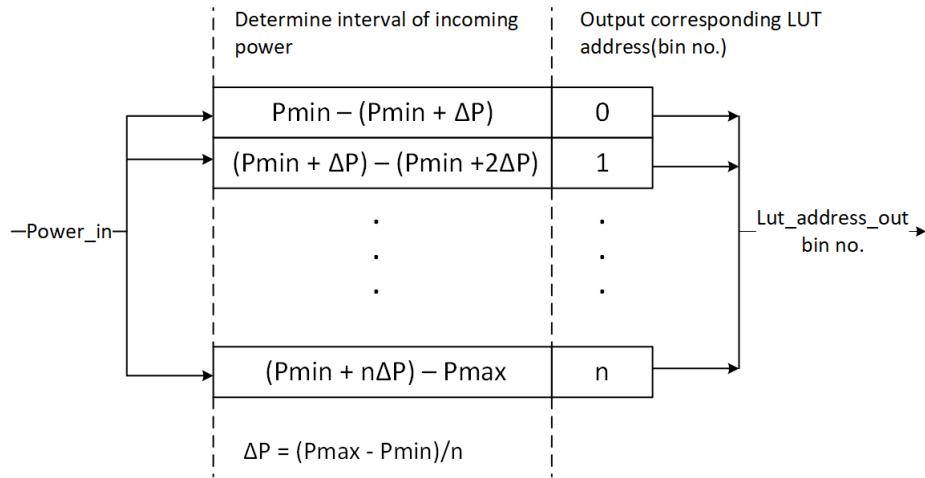 Determine interval of incoming
power
Output corresponding LUT
address(bin no.)
Pmin – (Pmin + ΔP)
0
(Pmin + ΔP) – (Pmin +2ΔP)
1
Power_in
Lut_address_out
bin no.
(Pmin + nΔP) – Pmax
n
ΔP = (Pmax - Pmin)/n